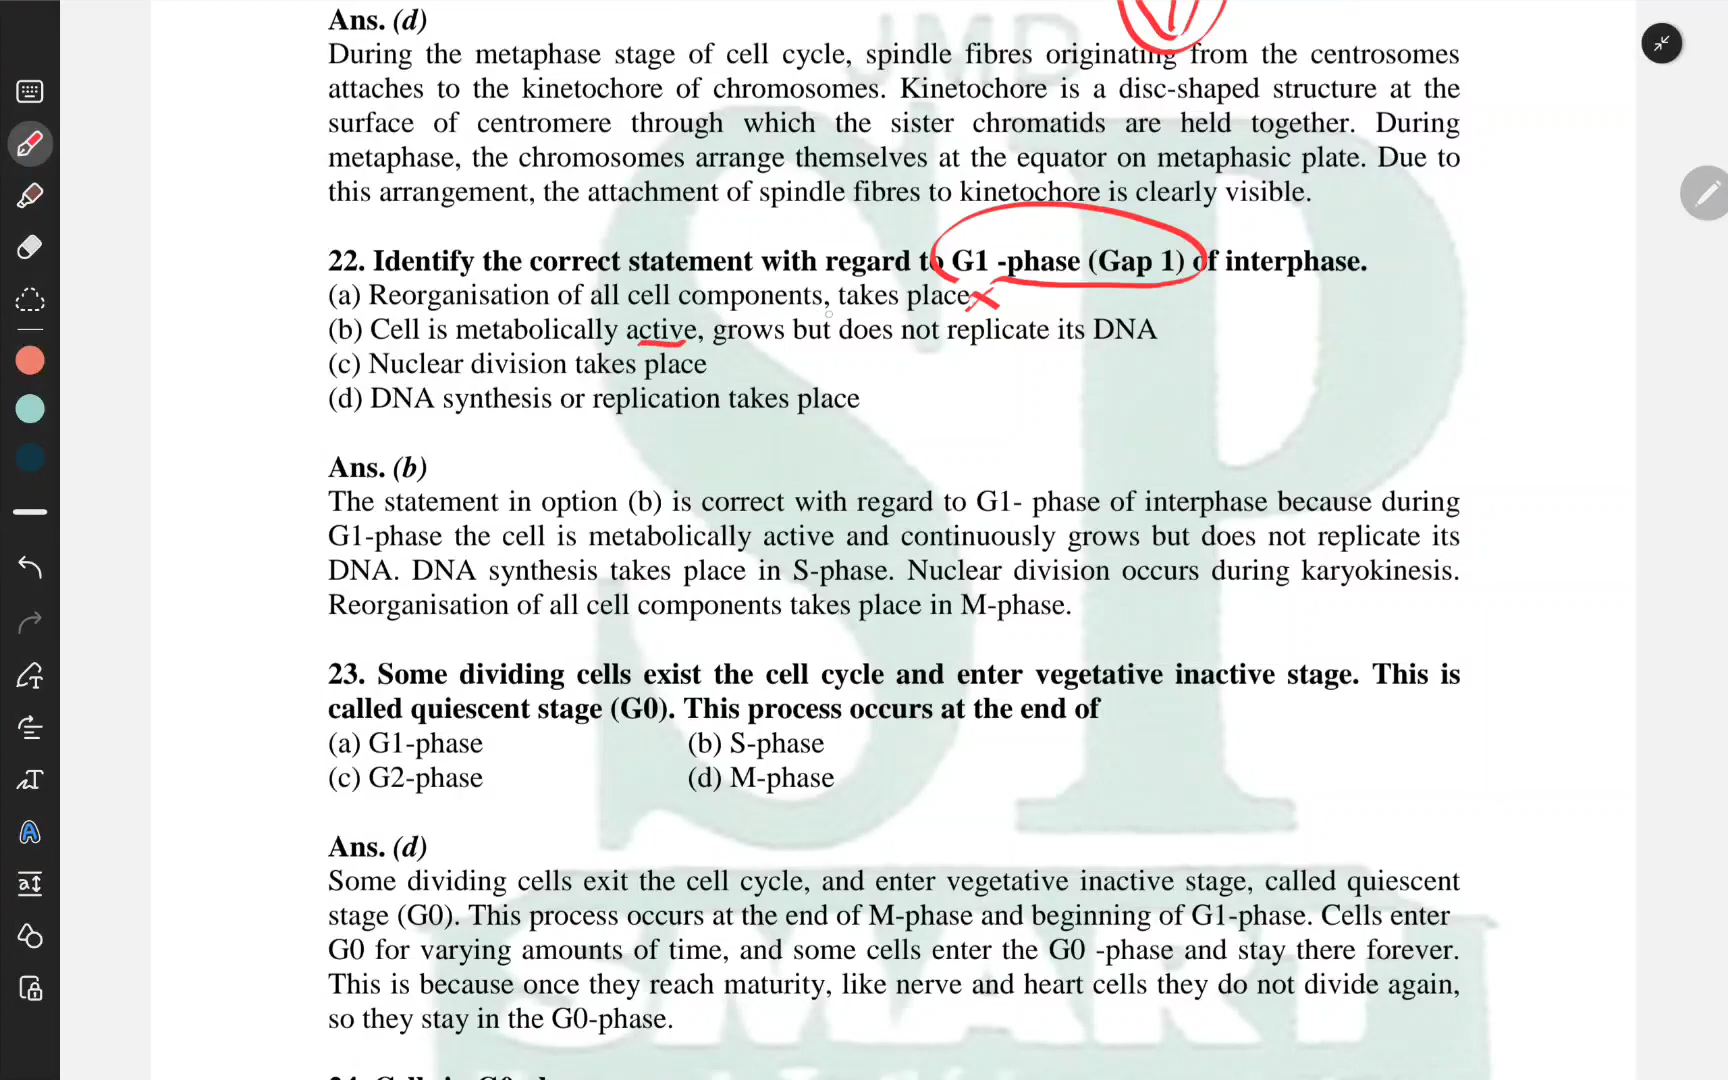 Ans. (d)
During the metaphase stage of cell cycle, spindle fibres originating from the centrosomes
attaches to the kinetochore of chromosomes. Kinetochore is a disc-shaped structure at the
surface of centromere through which the sister chromatids are held together. During
metaphase, the chromosomes arrange themselves at the equator on metaphasic plate. Due to
this arrangement, the attachment of spindle fibres to kinetochore is clearly visible.
22. Identify the correct statement with regard to G1 -phase (Gap 1) of interphase.
(a) Reorganisation of all cell components, takes place
(b) Cell is metabolically active, grows but does not replicate its DNA
(c) Nuclear division takes place
(d) DNA synthesis or replication takes place
Ans. (b)
The statement in option (b) is correct with regard to G1- phase of interphase because during
G1-phase the cell is metabolically active and continuously grows but does not replicate its
DNA. DNA synthesis takes place in S-phase. Nuclear division occurs during karyokinesis.
Reorganisation of all cell components takes place in M-phase.
23. Some dividing cells exist the cell cycle and enter vegetative inactive stage. This is
called quiescent stage (G0). This process occurs at the end of
(a) G1-phase (b) S-phase
(c) G2-phase (d) M-phase
Ans. (d)
Some dividing cells exit the cell cycle, and enter vegetative inactive stage, called quiescent
stage (G0). This process occurs at the end of M-phase and beginning of G1-phase. Cells enter
G0 for varying amounts of time, and some cells enter the G0 -phase and stay there forever.
This is because once they reach maturity, like nerve and heart cells they do not divide again,
so they stay in the G0-phase.
JMD
SP
SMART